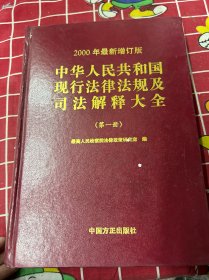 2000年最新增订版
中华人民共和国
现行法律法规及
司法解释大全
(第一册)
最高人民检察院法律政策研究室 编
中国方正出版社